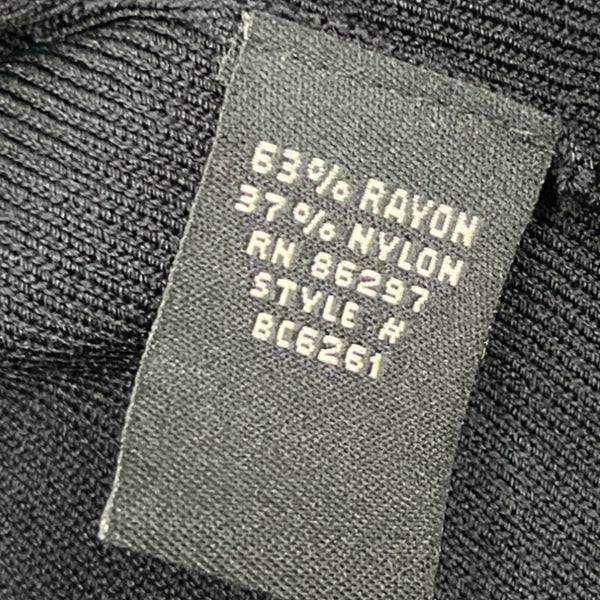 63% RAYON
37% NYLON
RN 86297
STYLE #
BC6261